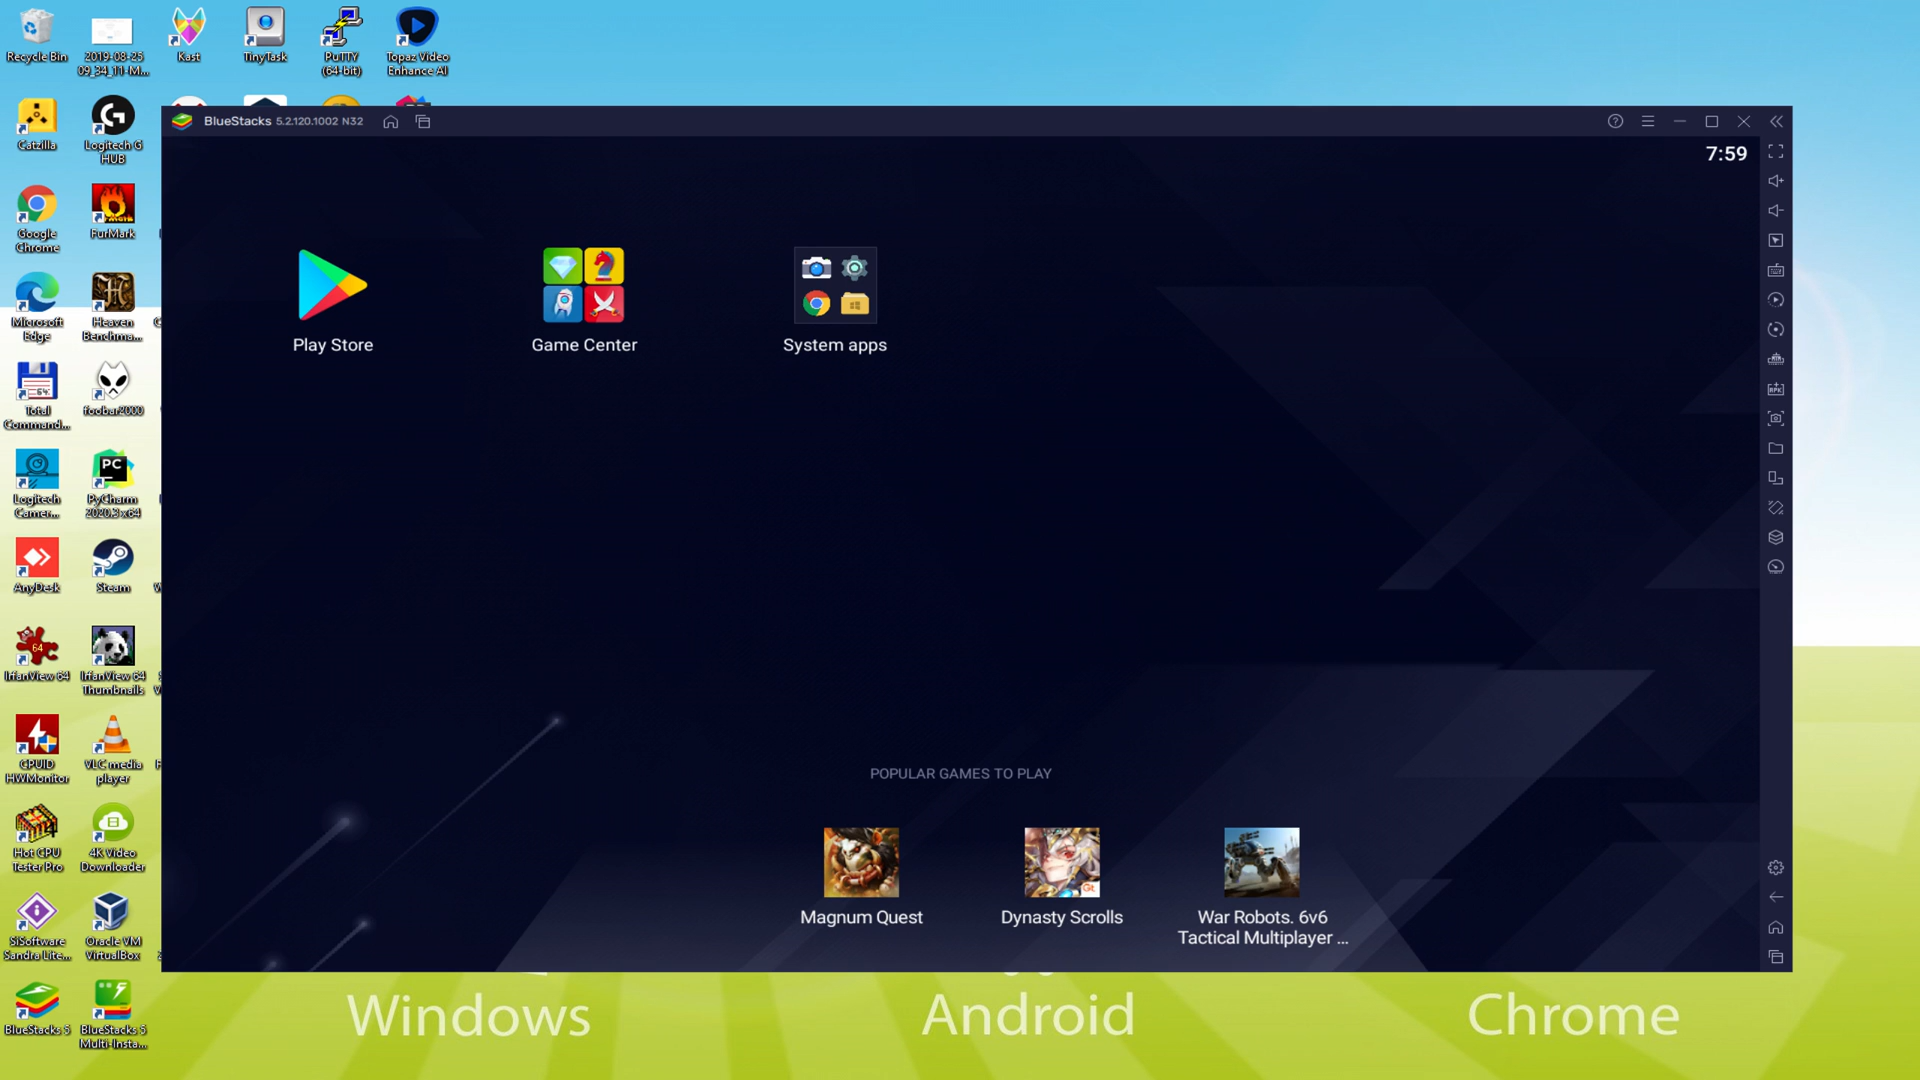 Recycle Bin
2019-08-25
09_34_11-M...
Kast
TinyTask
PuTTY
(64-bit)
Topaz Video
Enhance AI
Catzilla
Logitech G
HUB
Google
Chrome
FurMark
Microsoft
Edge
Heaven
Benchma...
Total
Command...
foobar2000
Logitech
Camer...
PyCharm
2020.3 x64
AnyDesk
Steam
IrfanView 64
IrfanView 64
Thumbnails
CPUID
HWMonitor
VLC media
player
Hot CPU
Tester Pro
4K Video
Downloader
SiSoftware
Sandra Lite...
Oracle VM
VirtualBox
BlueStacks 5
BlueStacks 5
Multi-Insta...
BlueStacks 5.2.120.1002 N32
7:59
Play Store
Game Center
System apps
POPULAR GAMES TO PLAY
Magnum Quest
Dynasty Scrolls
War Robots. 6v6
Tactical Multiplayer ...
Windows
Android
Chrome